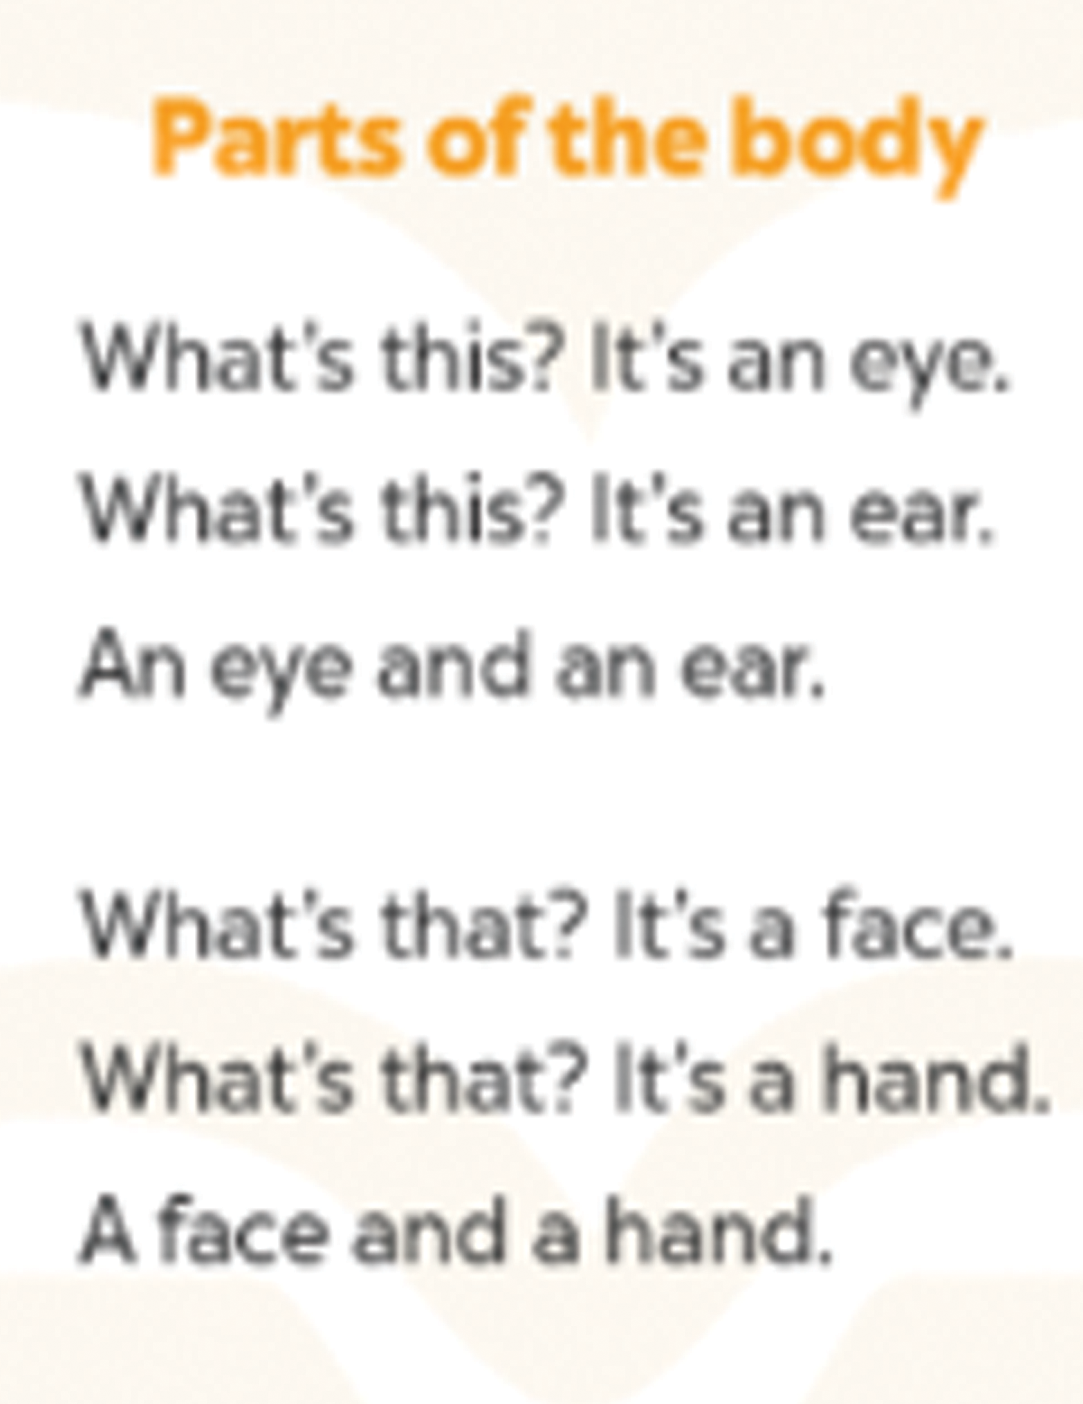 Parts of the body
What's this? It's an eye.
What's this? It's an ear.
An eye and an ear.
What's that? It's a face.
What's that? It's a hand.
A face and a hand.